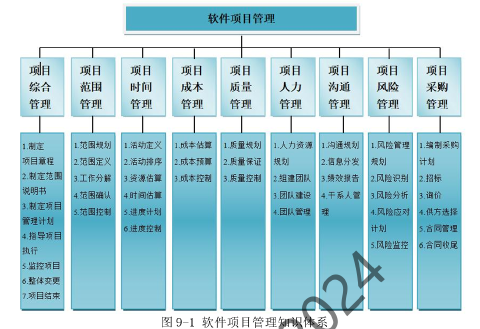 软件项目管理
项目
综合
管理
项目
范围
管理
项目
时间
管理
项目
成本
管理
项目
质量
管理
项目
人力
管理
项目
沟通
管理
项目
风险
管理
项目
采购
管理
1.制定
项目章程
2.制定范围
说明书
3.制定项目
管理计划
4.指导项目
执行
5.监控项目
6.整体变更
7.项目结束
1.范围规划
2.范围定义
3.工作分解
4.范围确认
5.范围控制
1.活动定义
2.活动排序
3.资源估算
4.时间估算
5.进度计划
6.进度控制
1.成本估算
2.成本预算
3.成本控制
1.质量规划
2.质量保证
3.质量控制
1.人力资源
规划
2.组建团队
3.团队建设
4.团队管理
1.沟通规划
2.信息分发
3.绩效报告
4.干系人管
理
1.风险管理
规划
2.风险识别
3.风险分析
4.风险应对
计划
5.风险监控
1.编制采购
计划
2.招标
3.询价
4.供方选择
5.合同管理
6.合同收尾
2024
图 9-1 软件项目管理知识体系